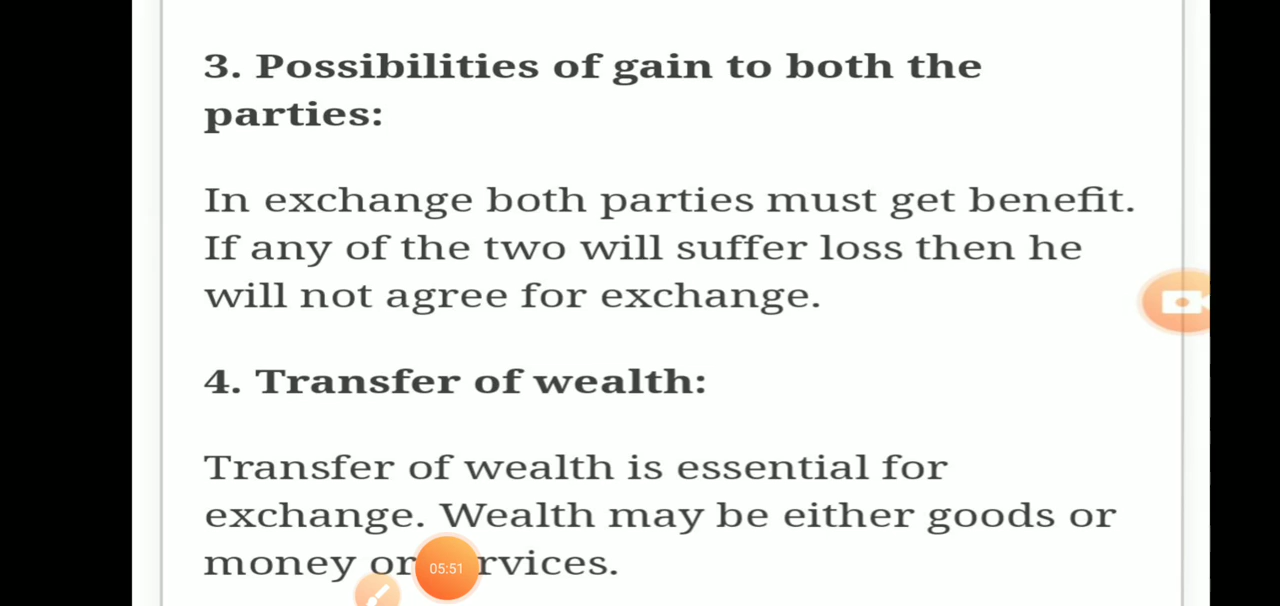 3. Possibilities of gain to both the
parties:
In exchange both parties must get benefit.
If any of the two will suffer loss then he
will not agree for exchange.
4. Transfer of wealth:
Transfer of wealth is essential for
exchange. Wealth may be either goods or
money or rvices.
05:51